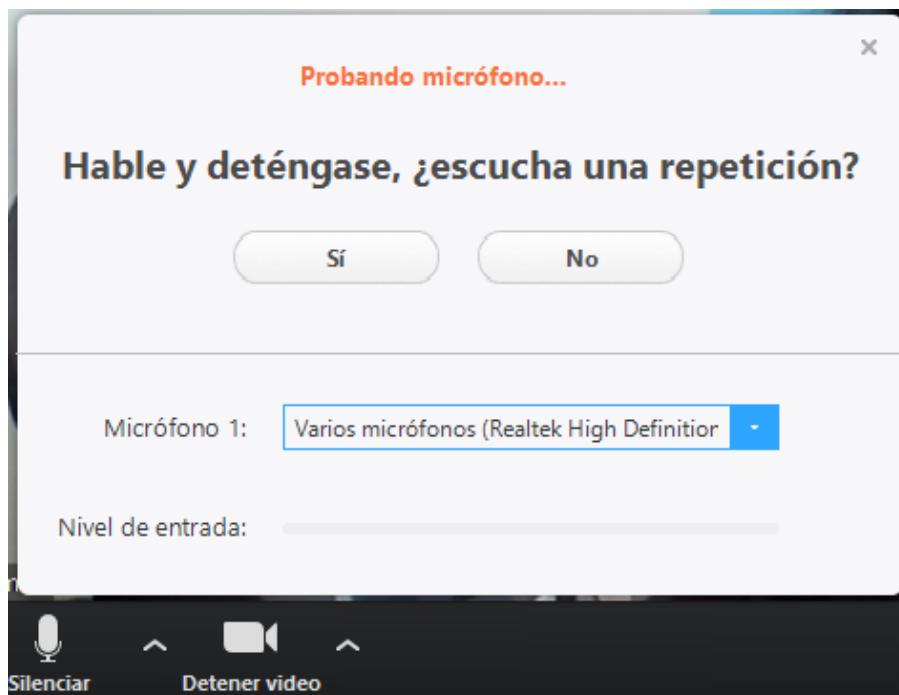 Probando micrófono...
Hable y deténgase, ¿escucha una repetición?
Sí No
Micrófono 1: Varios micrófonos (Realtek High Definition
Nivel de entrada:
Silenciar Detener video